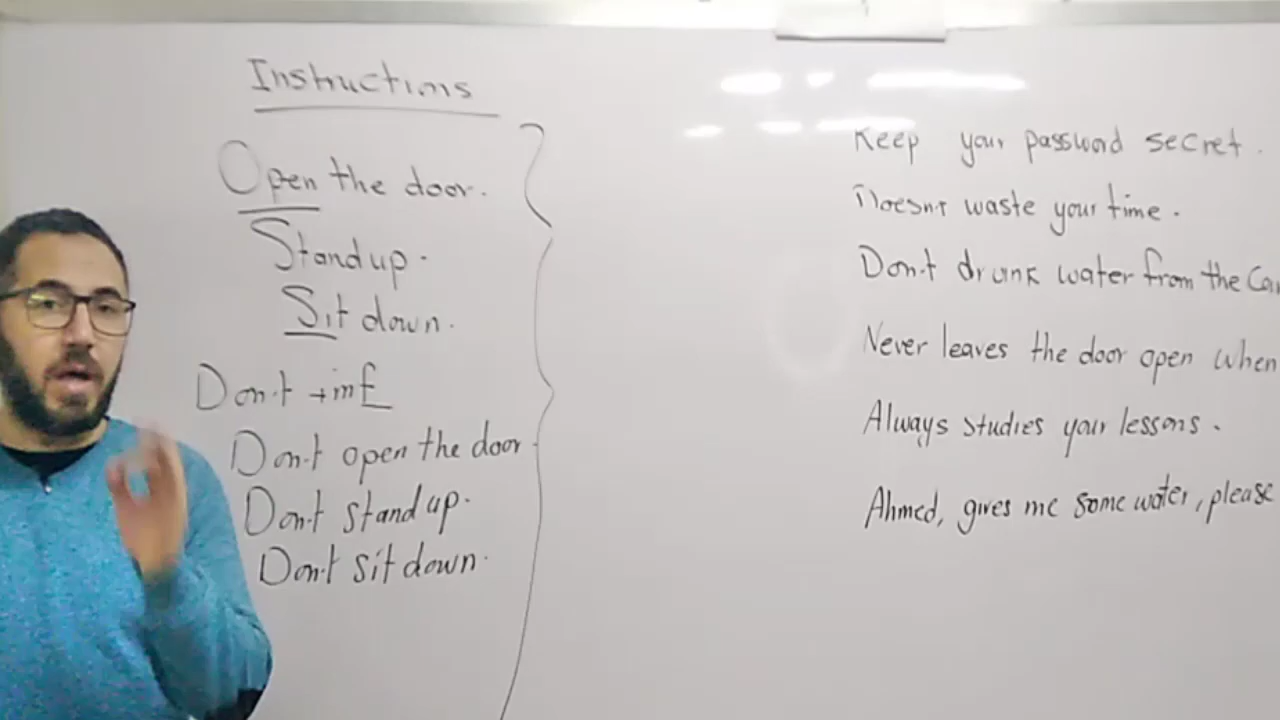 Instructions
Open the door.
Stand up.
Sit down.
Don't + inf
Don't open the door
Don't stand up.
Don't sit down.
Keep your password secret.
Doesn't waste your time.
Don't drunk water from the
Never leaves the door open when
Always studies your lessons.
Ahmed, gives me some water, please